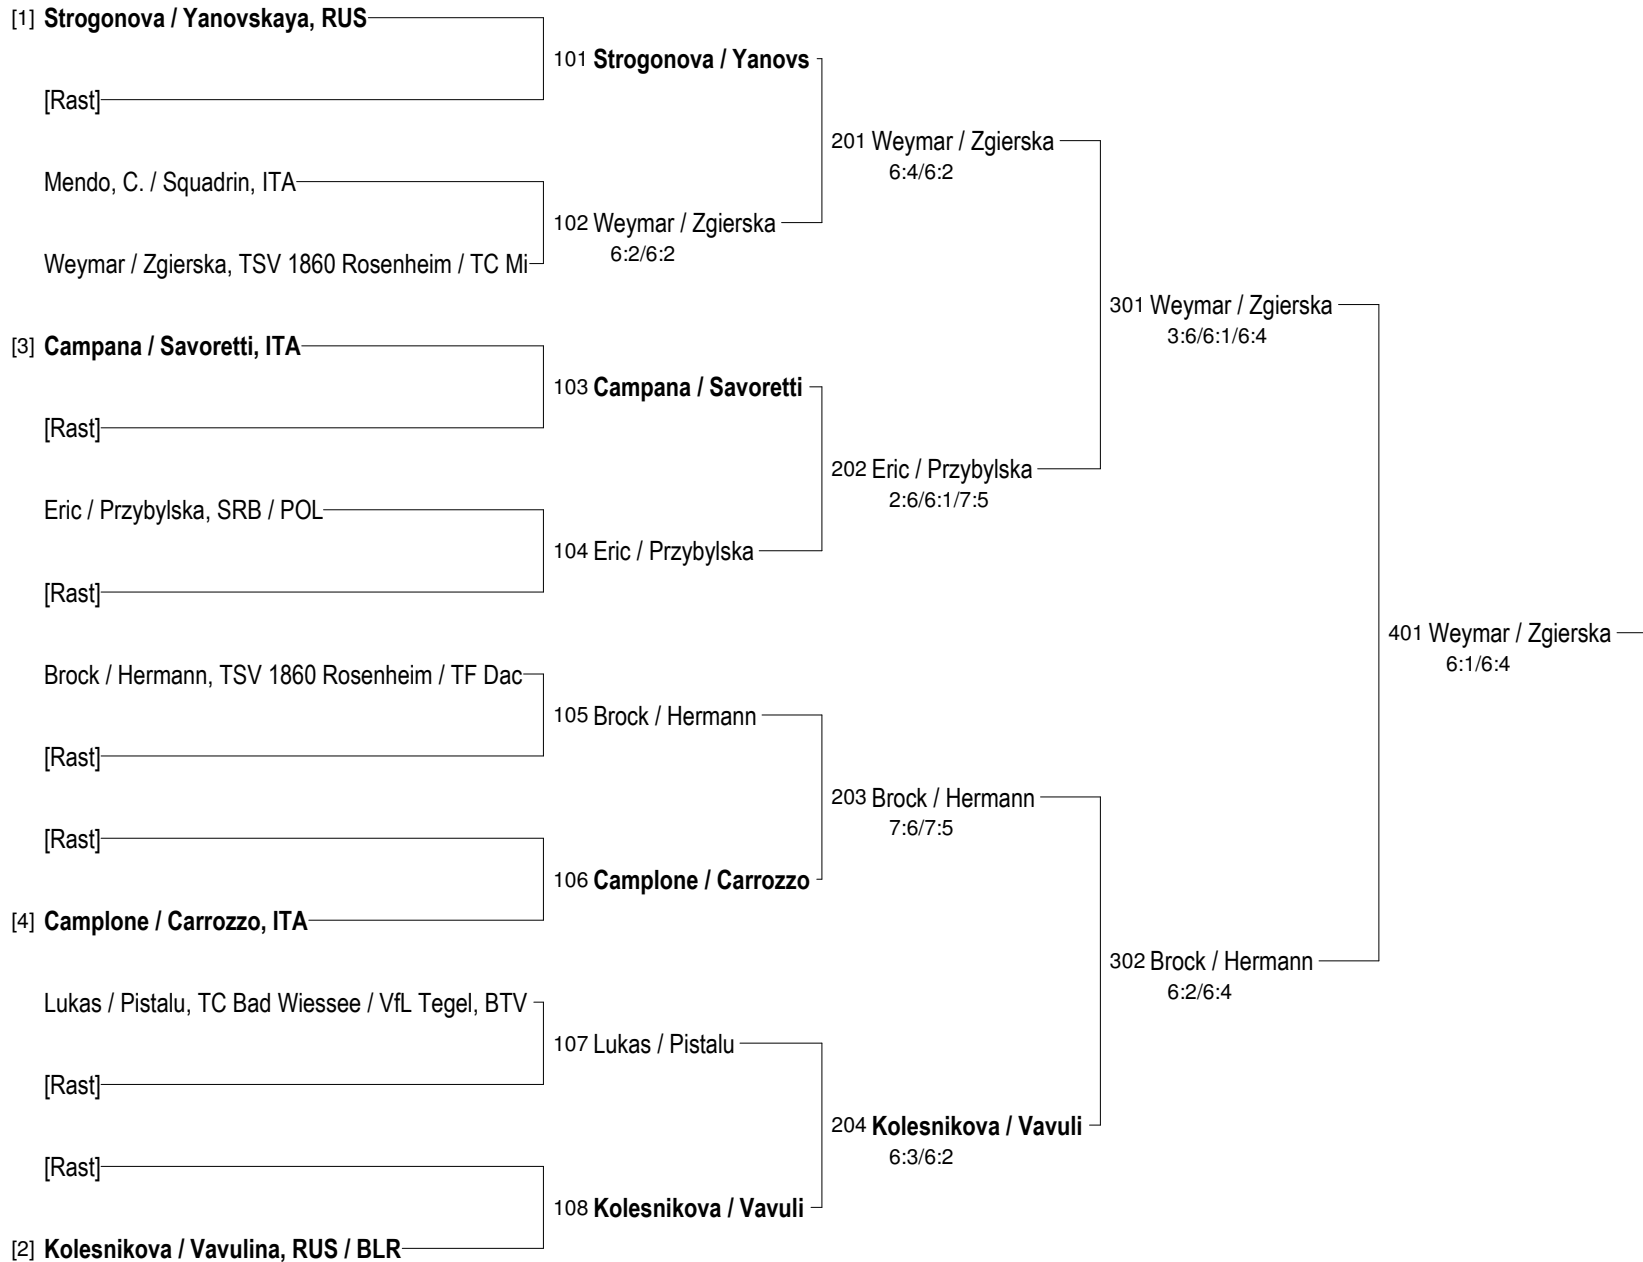 [1] Strogonova / Yanovskaya, RUS
101 Strogonova / Yanovs
[Rast]
201 Weymar / Zgierska
6:4/6:2
Mendo, C. / Squadrin, ITA
102 Weymar / Zgierska
6:2/6:2
Weymar / Zgierska, TSV 1860 Rosenheim / TC Mi
301 Weymar / Zgierska
3:6/6:1/6:4
[3] Campana / Savoretti, ITA
103 Campana / Savoretti
[Rast]
202 Eric / Przybylska
2:6/6:1/7:5
Eric / Przybylska, SRB / POL
104 Eric / Przybylska
[Rast]
401 Weymar / Zgierska
6:1/6:4
Brock / Hermann, TSV 1860 Rosenheim / TF Dac
105 Brock / Hermann
[Rast]
203 Brock / Hermann
7:6/7:5
[Rast]
106 Camplone / Carrozzo
[4] Camplone / Carrozzo, ITA
302 Brock / Hermann
6:2/6:4
Lukas / Pistalu, TC Bad Wiessee / VfL Tegel, BTV
107 Lukas / Pistalu
[Rast]
204 Kolesnikova / Vavuli
6:3/6:2
[Rast]
108 Kolesnikova / Vavuli
[2] Kolesnikova / Vavulina, RUS / BLR